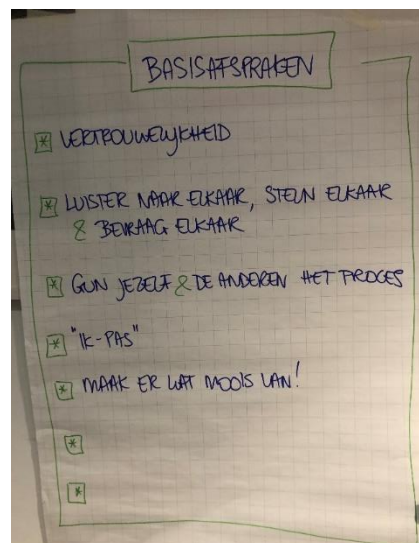 BASISAFSPRAKEN
* VERTROUWELIJKHEID
* LUISTER NAAR ELKAAR, STEUN ELKAAR
& BEVRAAG ELKAAR
* GUN JEZELF & DE ANDEREN HET PROCES
* "IK-PAS"
* MAAK ER WAT MOOIS VAN!
*
*